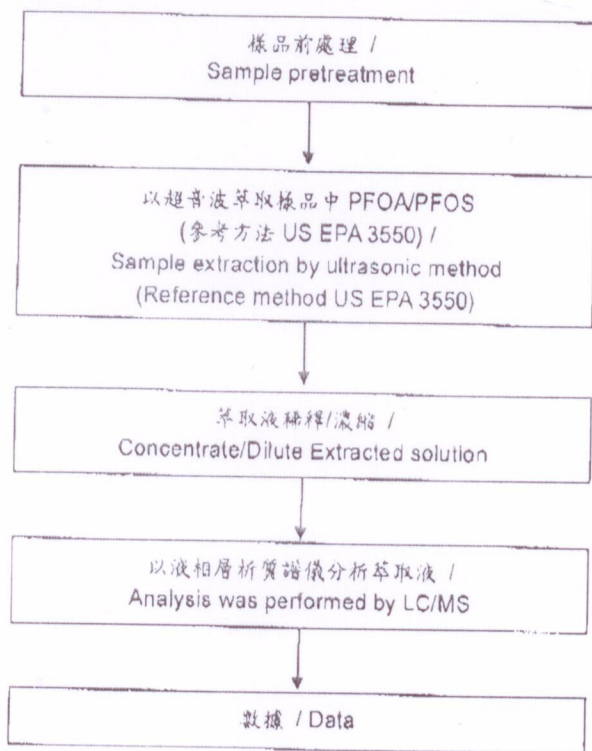 樣品前處理 /
Sample pretreatment
以超音波萃取樣品中 PFOA/PFOS
(參考方法 US EPA 3550) /
Sample extraction by ultrasonic method
(Reference method US EPA 3550)
萃取液稀釋/濃縮 /
Concentrate/Dilute Extracted solution
以液相層析質譜儀分析萃取液 /
Analysis was performed by LC/MS
數據 / Data